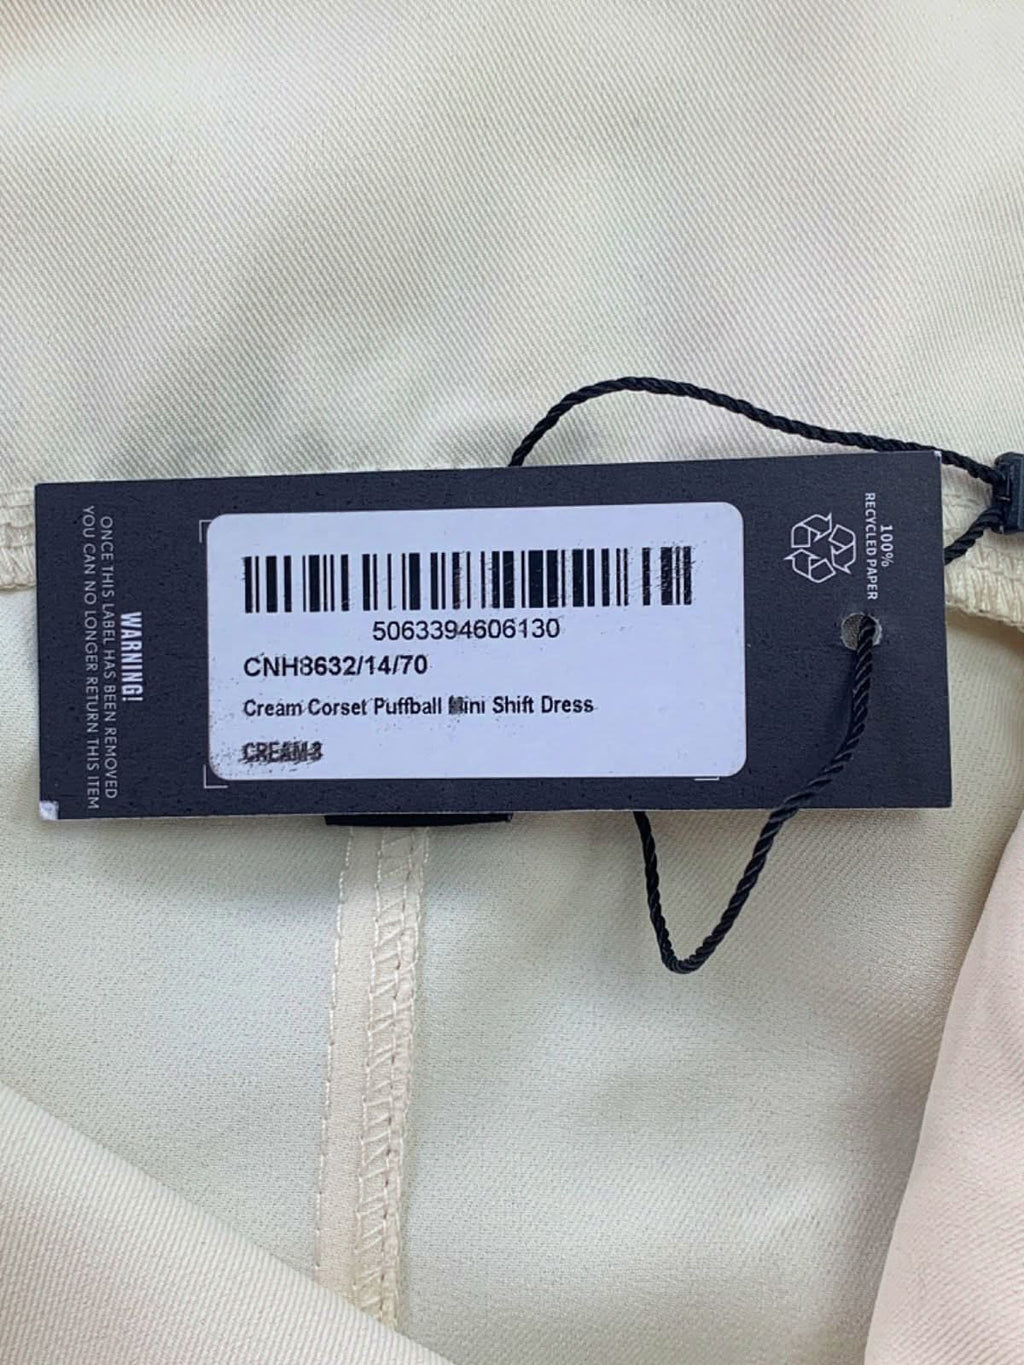 5063394606130
CNH8632/14/70
Cream Corset Puffball Mini Shift Dress
CREAM-8
WARNING!
ONCE THIS LABEL HAS BEEN REMOVED
YOU CAN NO LONGER RETURN THIS ITEM
100%
RECYCLED PAPER